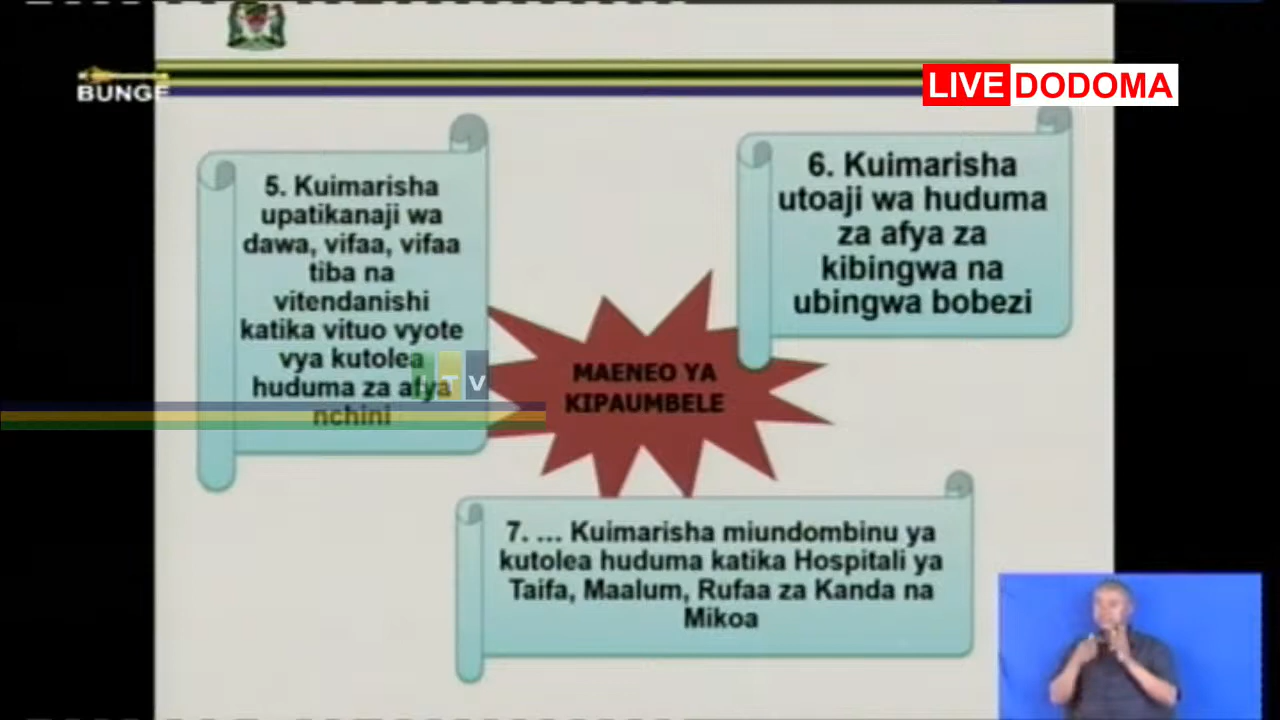 BUNGE
LIVE DODOMA
5. Kuimarisha
upatikanaji wa
dawa, vifaa, vifaa
tiba na
vitendanishi
katika vituo vyote
vya kutolea
huduma za afya
nchini
ITV
6. Kuimarisha
utoaji wa huduma
za afya za
kibingwa na
ubingwa bobezi
MAENEO YA
KIPAUMBELE
7. ... Kuimarisha miundombinu ya
kutolea huduma katika Hospitali ya
Taifa, Maalum, Rufaa za Kanda na
Mikoa